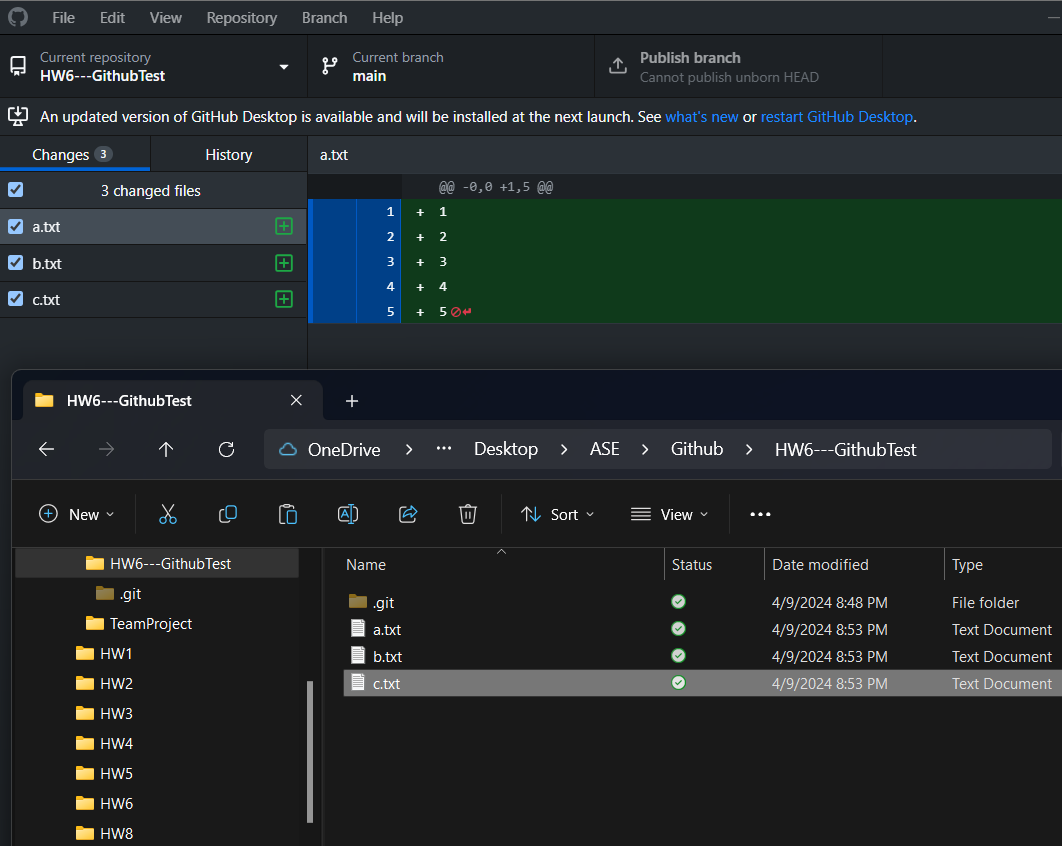 File Edit View Repository Branch Help
Current repository
HW6---GithubTest
Current branch
main
Publish branch
Cannot publish unborn HEAD
An updated version of GitHub Desktop is available and will be installed at the next launch. See what's new or restart GitHub Desktop.
Changes 3 History
a.txt
3 changed files
a.txt
b.txt
c.txt
@@ -0,0 +1,5 @@
1 + 1
2 + 2
3 + 3
4 + 4
5 + 5
HW6---GithubTest
OneDrive > ··· Desktop > ASE > Github > HW6---GithubTest
New Sort View ···
HW6---GithubTest
.git
TeamProject
HW1
HW2
HW3
HW4
HW5
HW6
HW8
Name Status Date modified Type
.git 4/9/2024 8:48 PM File folder
a.txt 4/9/2024 8:53 PM Text Document
b.txt 4/9/2024 8:53 PM Text Document
c.txt 4/9/2024 8:53 PM Text Document